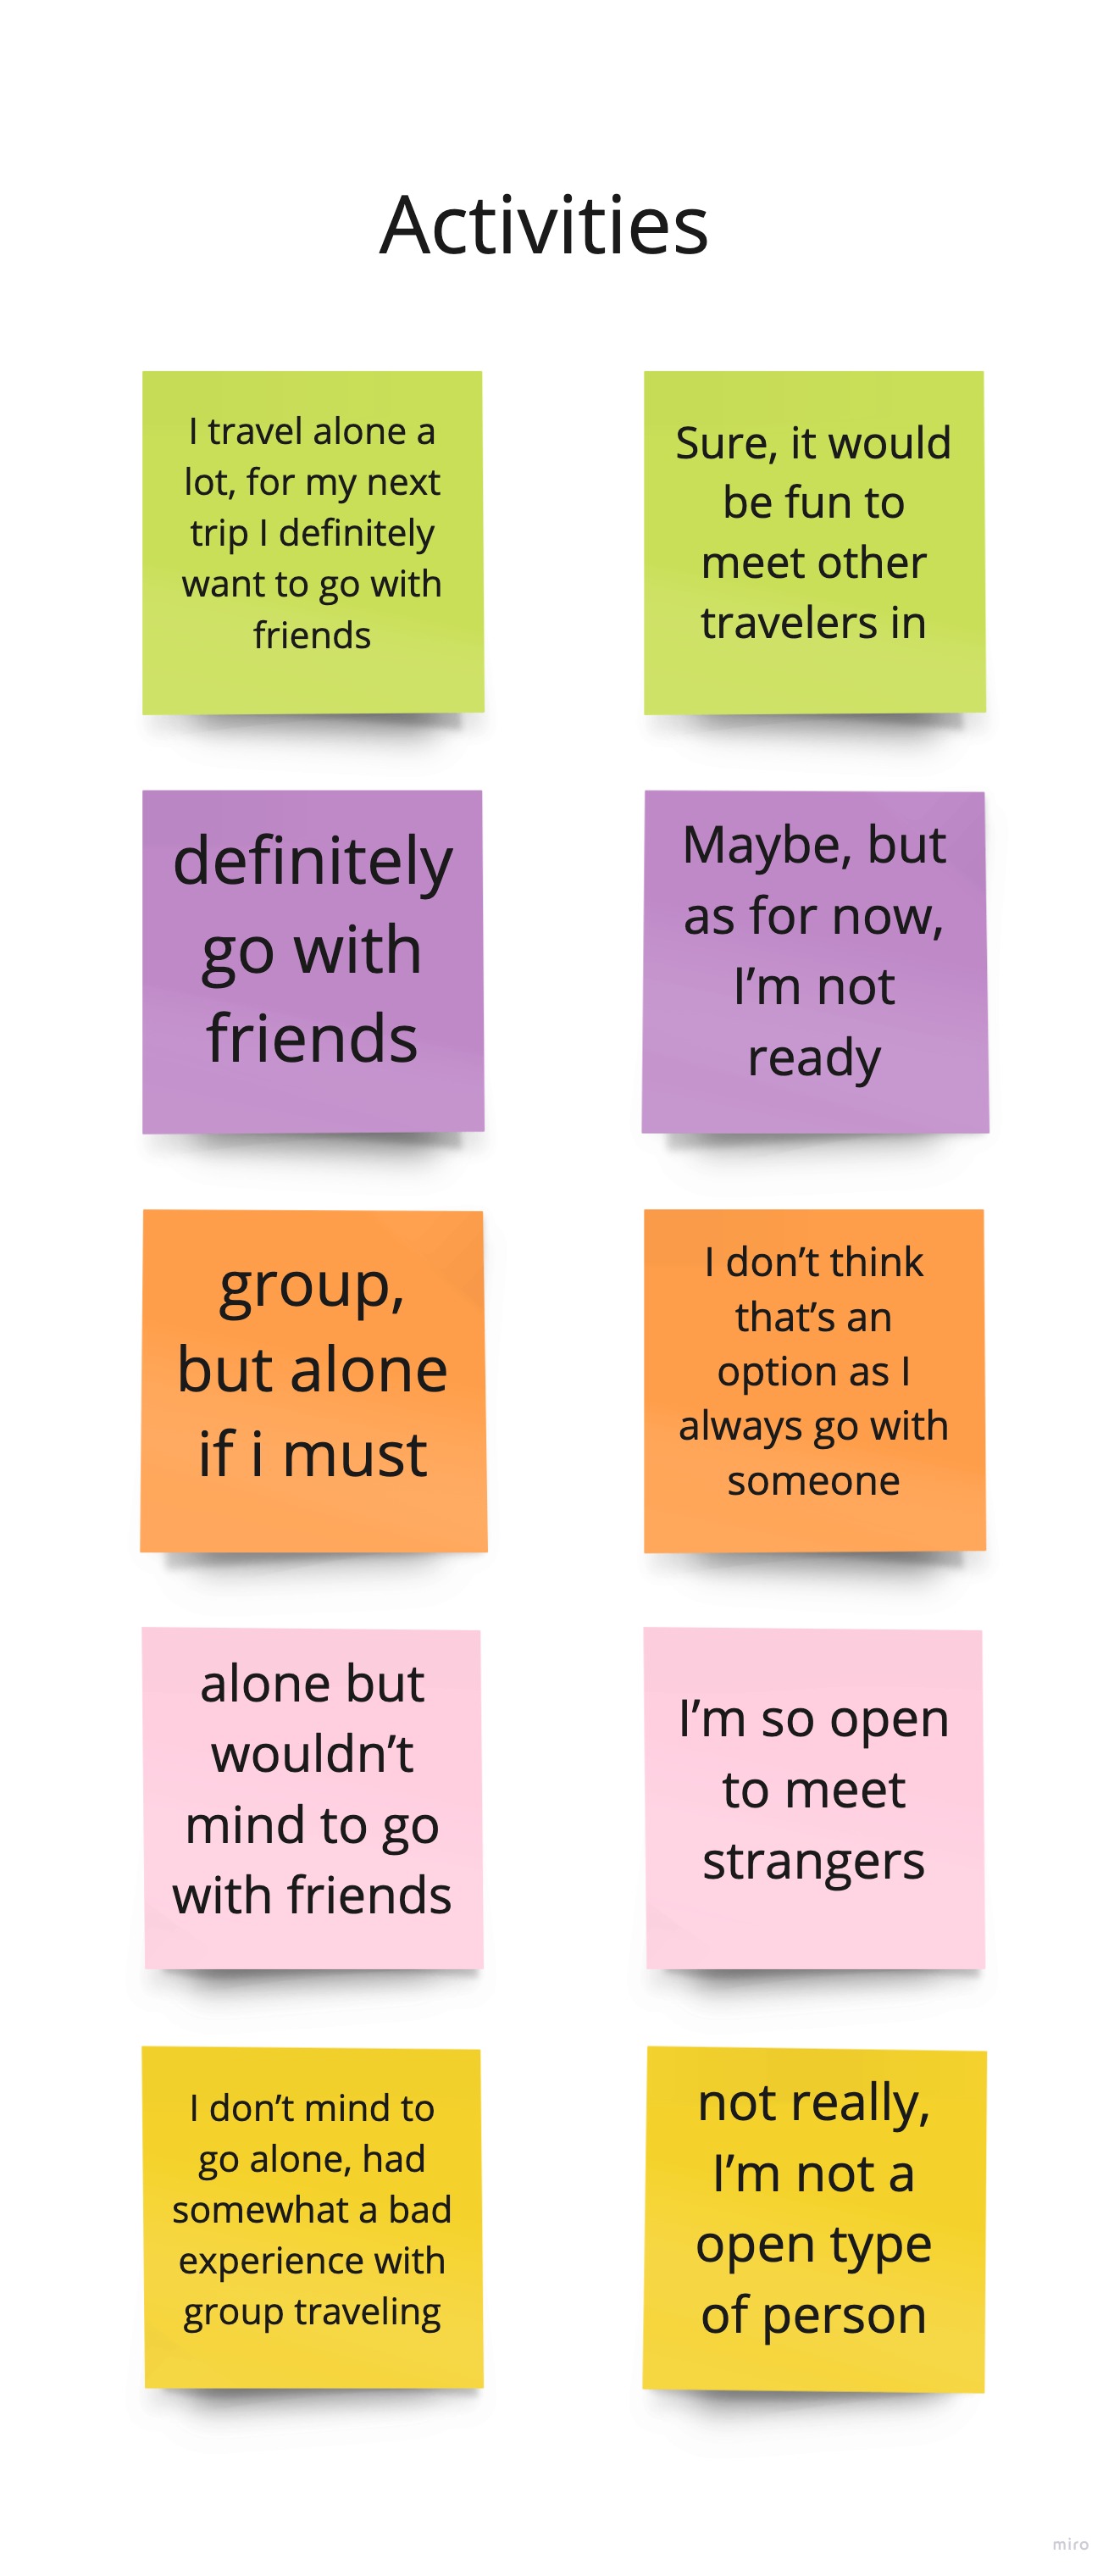 Activities
I travel alone a
lot, for my next
trip I definitely
want to go with
friends
Sure, it would
be fun to
meet other
travelers in
definitely
go with
friends
Maybe, but
as for now,
I’m not
ready
group,
but alone
if i must
I don’t think
that’s an
option as I
always go with
someone
alone but
wouldn’t
mind to go
with friends
I’m so open
to meet
strangers
I don’t mind to
go alone, had
somewhat a bad
experience with
group traveling
not really,
I’m not a
open type
of person
miro